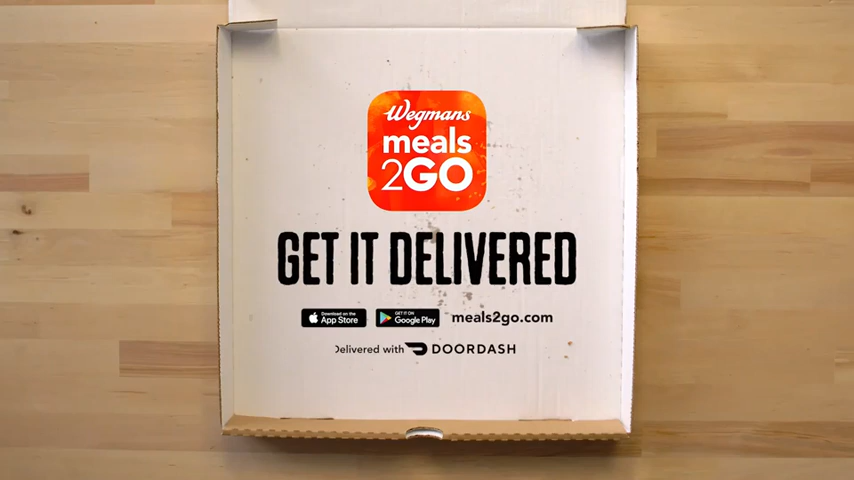 Wegmans
meals
2GO
GET IT DELIVERED
Download on the
App Store
GET IT ON
Google Play
meals2go.com
Delivered with DOORDASH